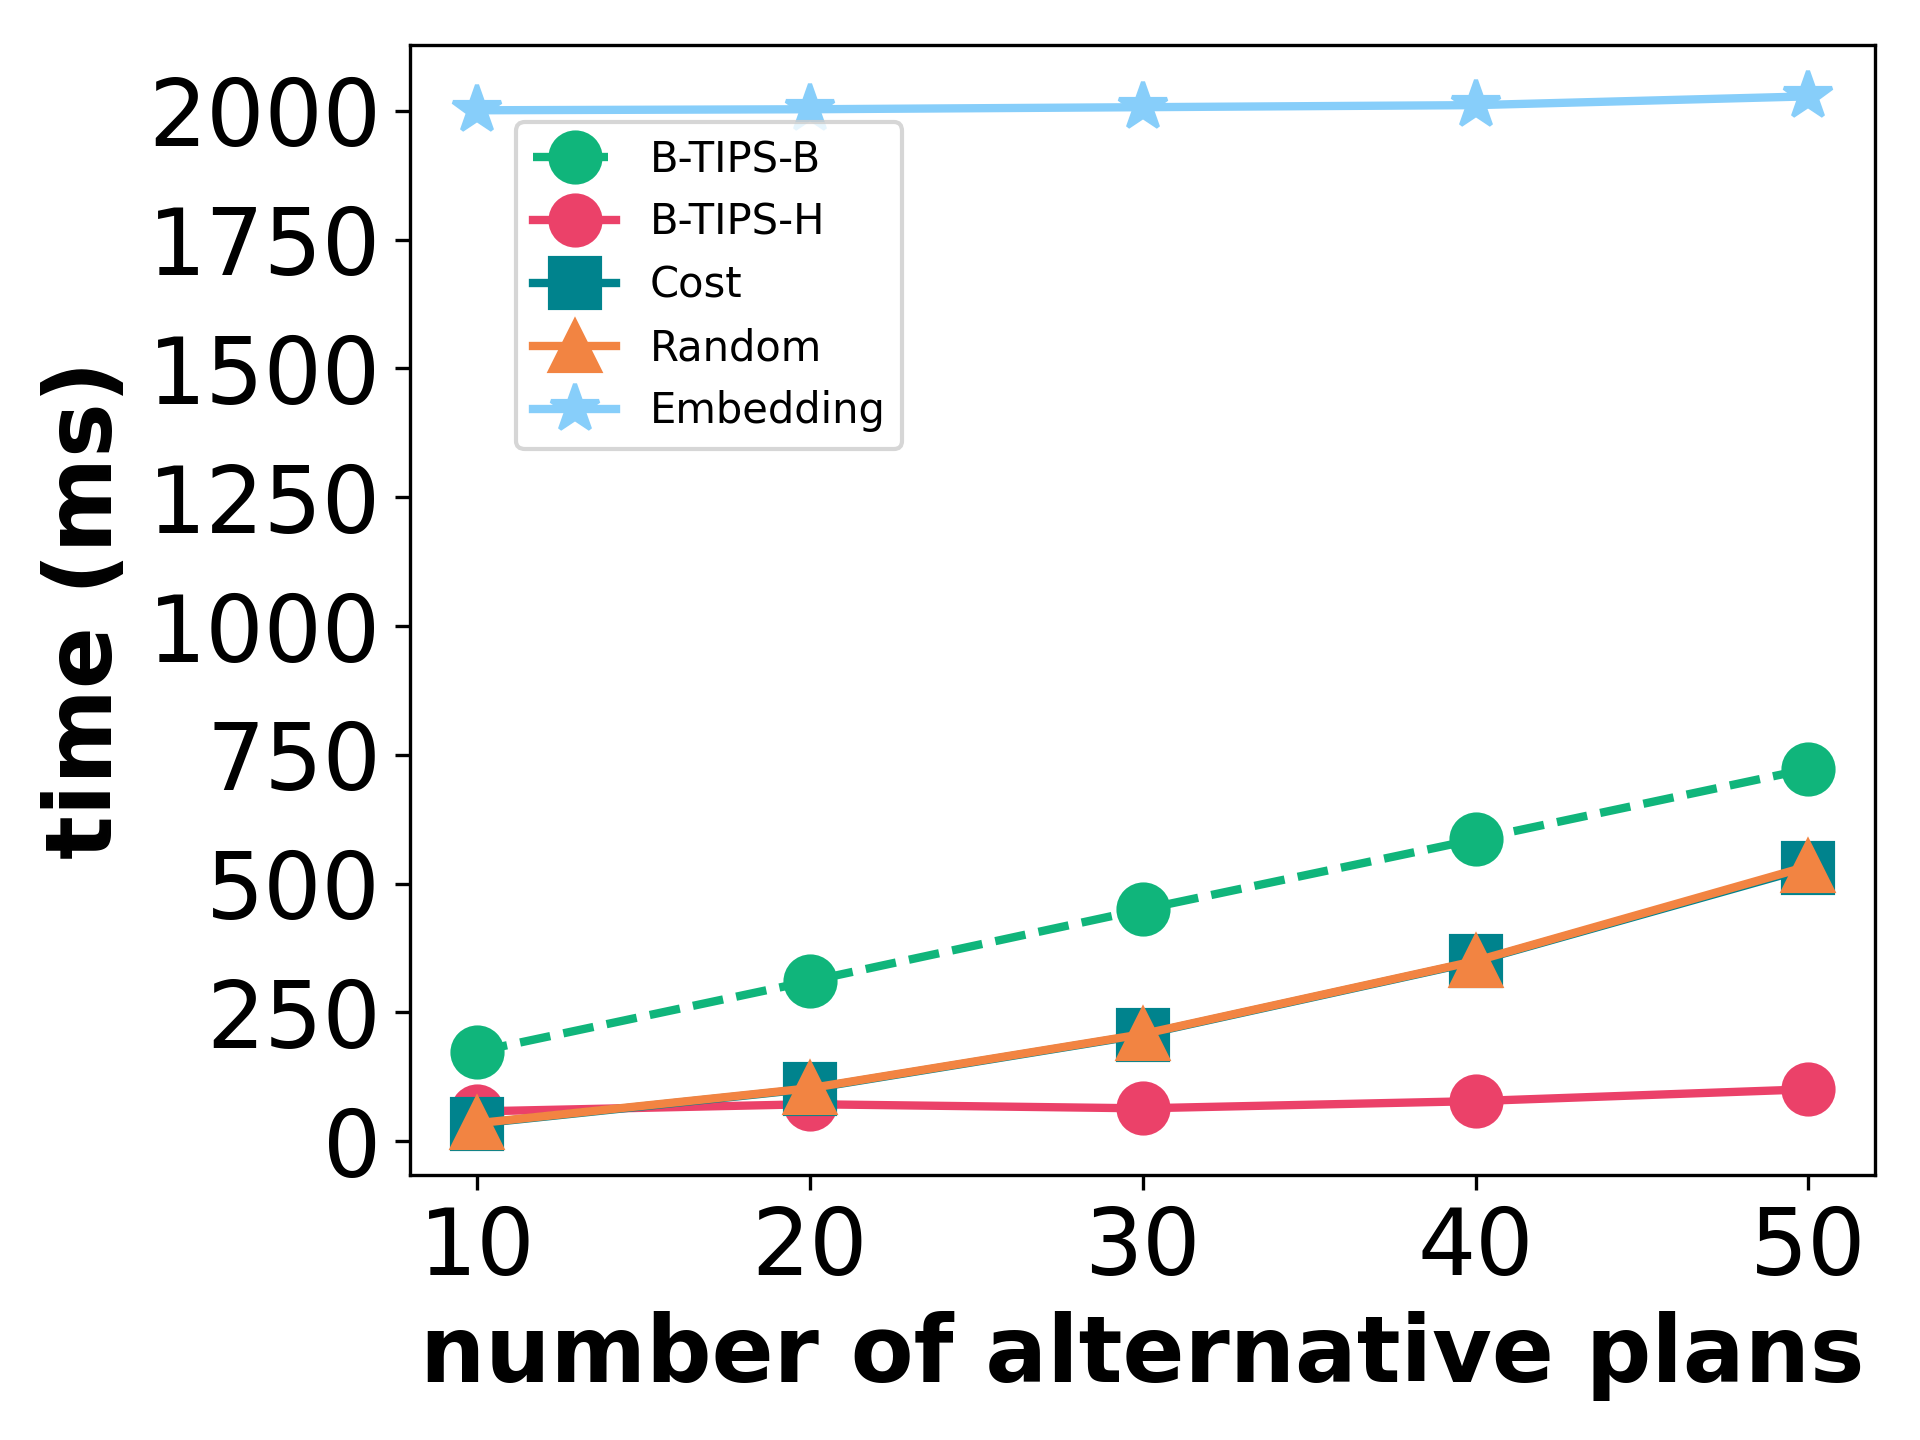 time (ms)
2000
1750
1500
1250
1000
750
500
250
0
B-TIPS-B
B-TIPS-H
Cost
Random
Embedding
10 20 30 40 50
number of alternative plans